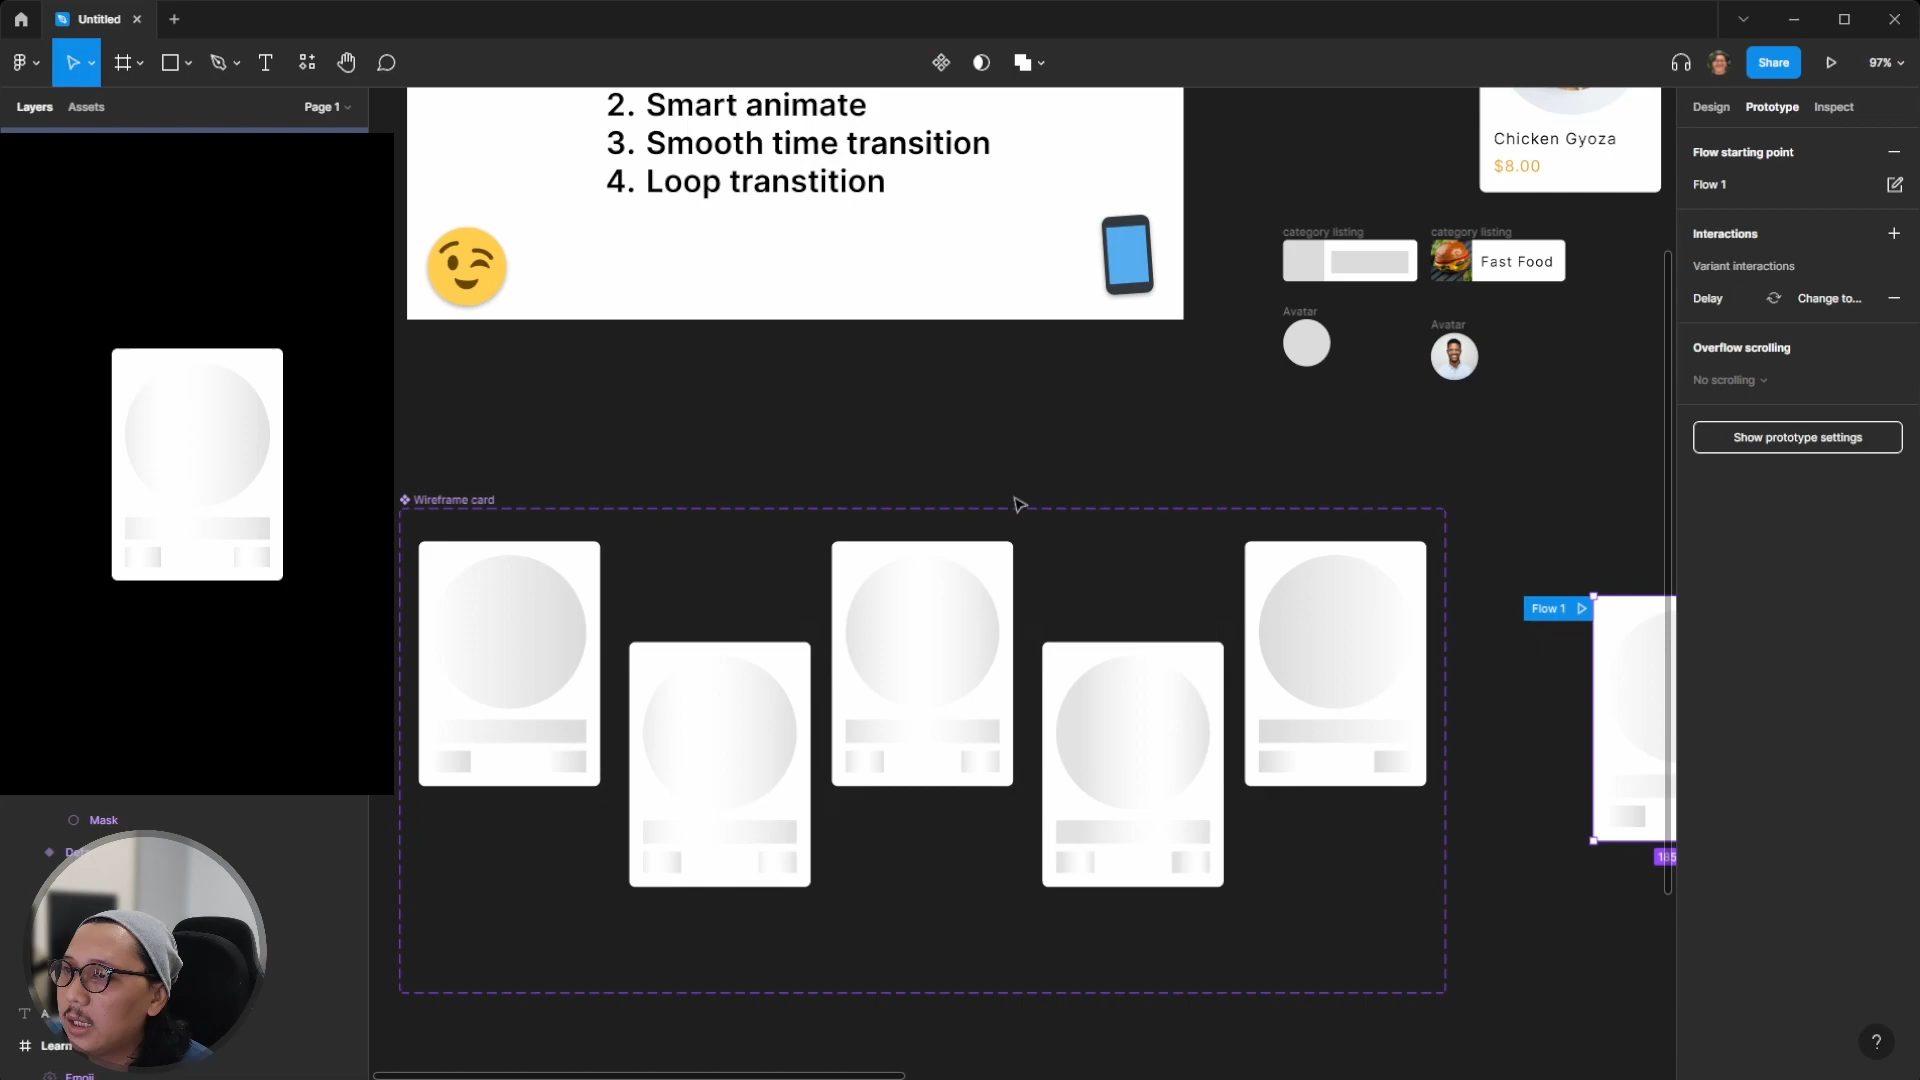 Untitled
Share
97%
Layers
Assets
Page 1
Design
Prototype
Inspect
2. Smart animate
3. Smooth time transition
4. Loop transtition
Chicken Gyoza
$8.00
Flow starting point
Flow 1
Interactions
Variant interactions
Delay
Change to...
Overflow scrolling
No scrolling
Show prototype settings
category listing
category listing
Fast Food
Avatar
Avatar
Wireframe card
Flow 1
185
Mask
A
Learn
Emoji
?